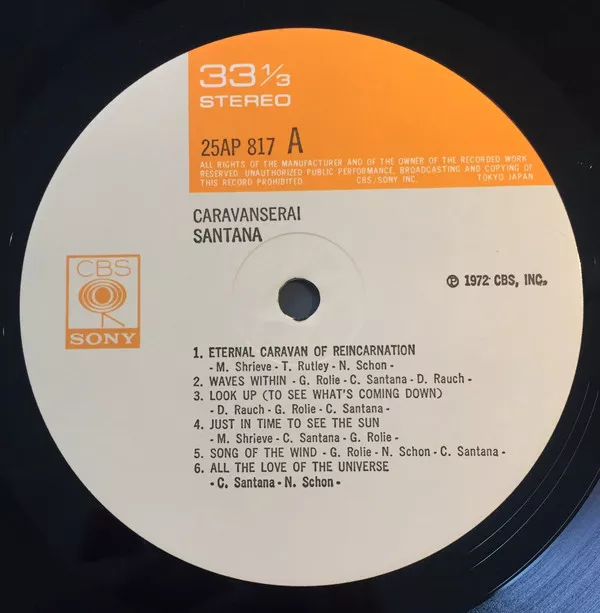 33 1/3
STEREO
25AP 817 A
ALL RIGHTS OF THE MANUFACTURER AND OF THE OWNER OF THE RECORDED WORK
RESERVED. UNAUTHORIZED PUBLIC PERFORMANCE, BROADCASTING AND COPYING OF
THIS RECORD PROHIBITED. CBS/SONY INC. TOKYO JAPAN
CARAVANSERAI
SANTANA
CBS
SONY
℗ 1972 CBS, INC.
1. ETERNAL CARAVAN OF REINCARNATION
- M. Shrieve - T. Rutley - N. Schon -
2. WAVES WITHIN - G. Rolie - C. Santana - D. Rauch -
3. LOOK UP (TO SEE WHAT'S COMING DOWN)
- D. Rauch - G. Rolie - C. Santana -
4. JUST IN TIME TO SEE THE SUN
- M. Shrieve - C. Santana - G. Rolie -
5. SONG OF THE WIND - G. Rolie - N. Schon - C. Santana -
6. ALL THE LOVE OF THE UNIVERSE
- C. Santana - N. Schon -